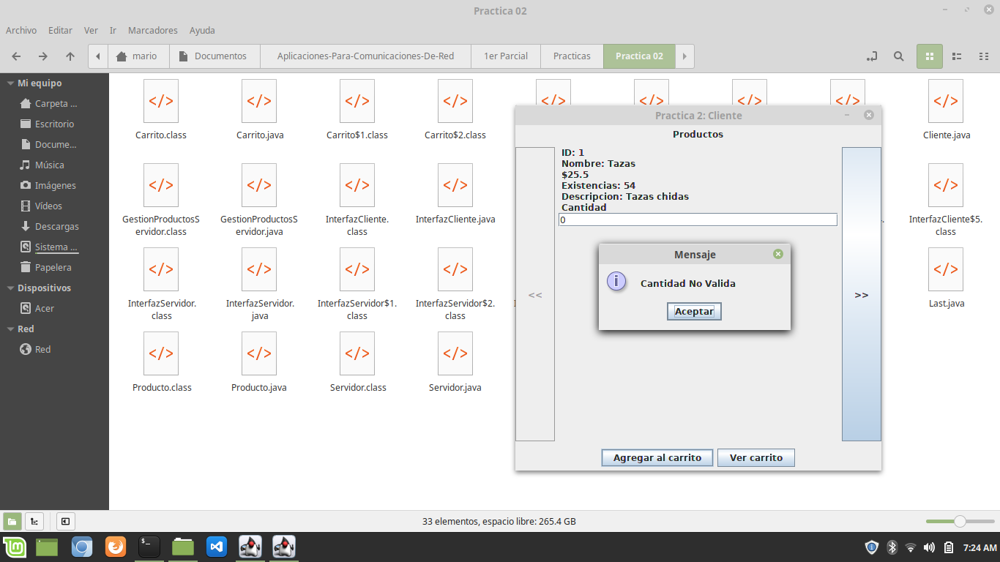 Practica 02
Archivo Editar Ver Ir Marcadores Ayuda
mario Documentos Aplicaciones-Para-Comunicaciones-De-Red 1er Parcial Practicas Practica 02
Mi equipo
Carpeta ...
Escritorio
Docume...
Música
Imágenes
Vídeos
Descargas
Sistema ...
Papelera
Dispositivos
Acer
Red
Red
</> </> </> </> </> </> </> </> </>
Carrito.class Carrito.java Carrito$1.class Carrito$2.class Cliente.java
</> </> </> </> </>
GestionProductosS
ervidor.class
GestionProductosS
ervidor.java
InterfazCliente.
class
InterfazCliente.java
InterfazCliente$5.
class
</> </> </> </> </>
InterfazServidor.
class
InterfazServidor.
java
InterfazServidor$1.
class
InterfazServidor$2.
class
Last.java
</> </> </> </>
Producto.class Producto.java Servidor.class Servidor.java
Practica 2: Cliente
Productos
ID: 1
Nombre: Tazas
$25.5
Existencias: 54
Descripcion: Tazas chidas
Cantidad
0
<<
>>
Mensaje
i
Cantidad No Valida
Aceptar
Agregar al carrito Ver carrito
33 elementos, espacio libre: 265.4 GB
$_
7:24 AM